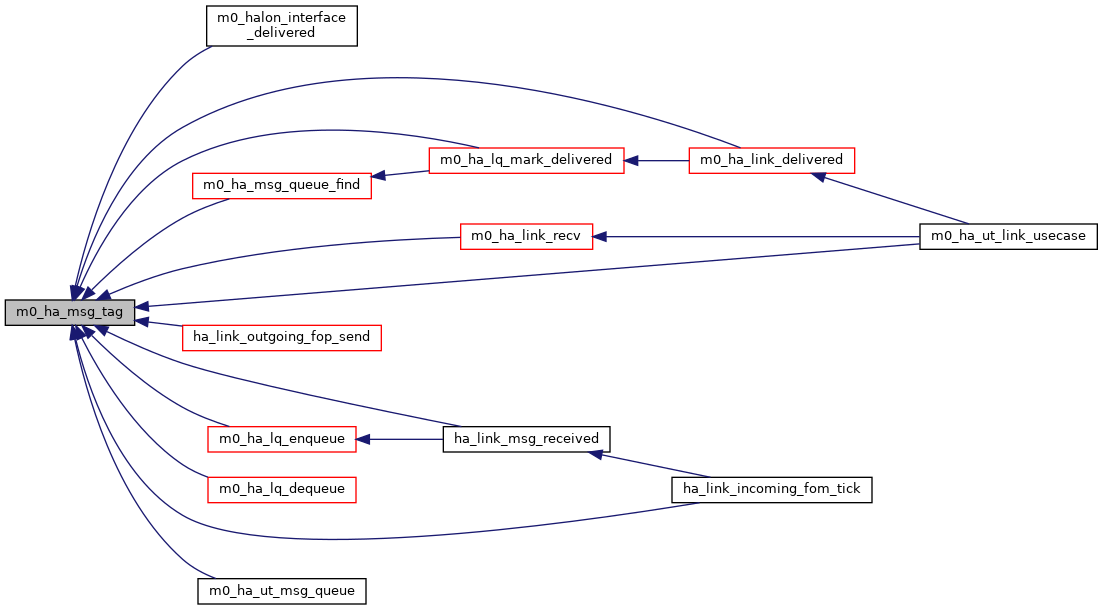 m0_halon_interface
_delivered
m0_ha_lq_mark_delivered
m0_ha_link_delivered
m0_ha_msg_queue_find
m0_ha_link_recv
m0_ha_ut_link_usecase
m0_ha_msg_tag
ha_link_outgoing_fop_send
m0_ha_lq_enqueue
ha_link_msg_received
m0_ha_lq_dequeue
ha_link_incoming_fom_tick
m0_ha_ut_msg_queue